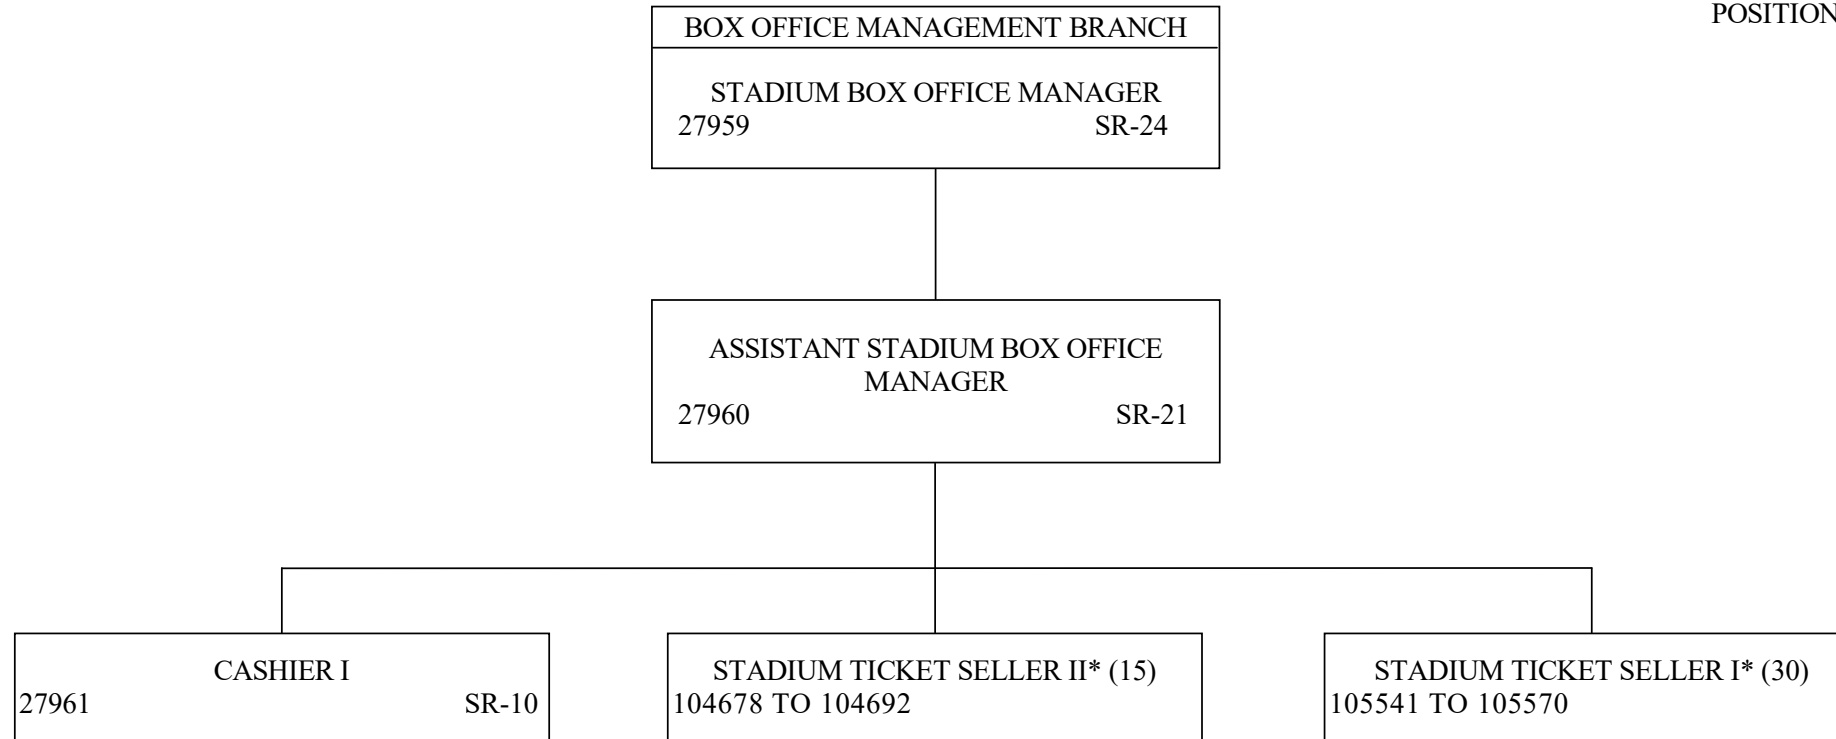 POSITION
BOX OFFICE MANAGEMENT BRANCH
STADIUM BOX OFFICE MANAGER
27959 SR-24
ASSISTANT STADIUM BOX OFFICE
MANAGER
27960 SR-21
CASHIER I
27961 SR-10
STADIUM TICKET SELLER II* (15)
104678 TO 104692
STADIUM TICKET SELLER I* (30)
105541 TO 105570